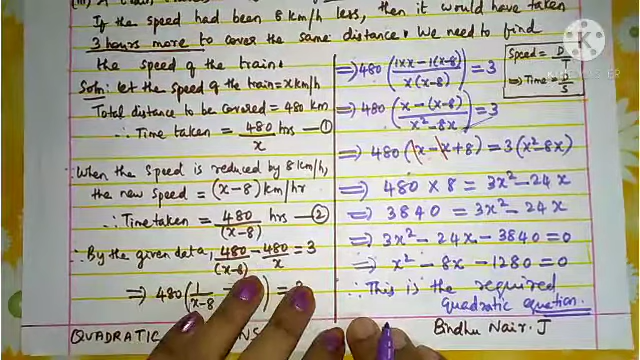 If the speed had been 8 km/h less, then it would have taken
3 hours more to cover the same distance. We need to find
the speed of the train.
Soln: let the speed of the train = x km/h
Total distance to be covered = 480 km
∴ Time taken = 480/x hrs — ①
When the speed is reduced by 8 km/h,
the new speed = (x-8) km/hr
∴ Time taken = 480/(x-8) hrs — ②
∴ By the given data, 480/(x-8) - 480/x = 3
⇒ 480(1/x-8
QUADRATIC
⇒ 480(1×x-1(x-8)/x(x-8)) = 3
⇒ 480(x-(x-8)/x²-8x) = 3
⇒ 480(x-x+8) = 3(x²-8x)
⇒ 480×8 = 3x²-24x
⇒ 3840 = 3x²-24x
⇒ 3x²-24x-3840=0
⇒ x²-8x-1280=0
∴ This is the required
quadratic equation.
Bindhu Nair. J
Speed = D/T
⇒ Time = D/S
K